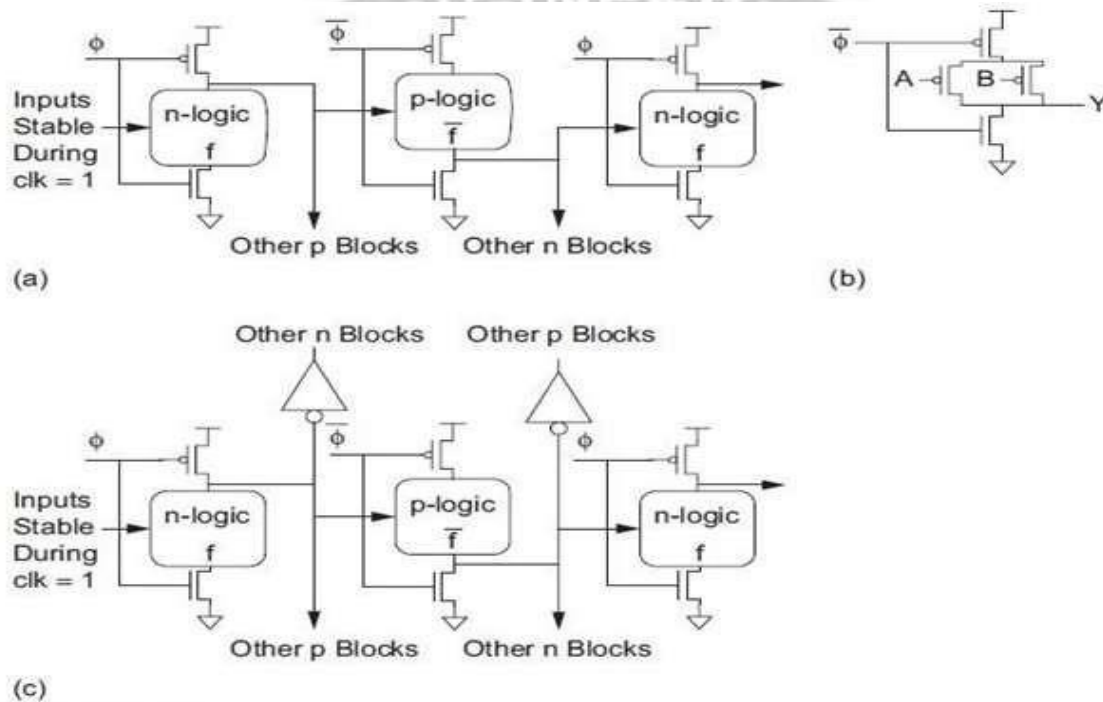 ϕ
ϕ̅
ϕ
ϕ̅
Inputs
Stable
During
clk = 1
n-logic
f
p-logic
f̅
n-logic
f
A
B
Y
Other p Blocks
Other n Blocks
(a)
(b)
Other n Blocks
Other p Blocks
ϕ
ϕ̅
ϕ
Inputs
Stable
During
clk = 1
n-logic
f
p-logic
f̅
n-logic
f
Other p Blocks
Other n Blocks
(c)